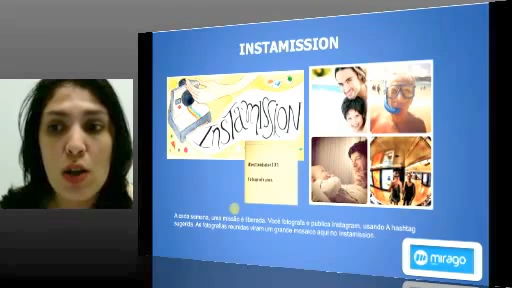 INSTAMISSION
INSTAMISSION
A cada semana, uma missão é liberada. Você fotografa e publica Instagram, usando A hashtag
sugerida. As fotografias reunidas viram um grande mosaico aqui no Instamission.
m mirago